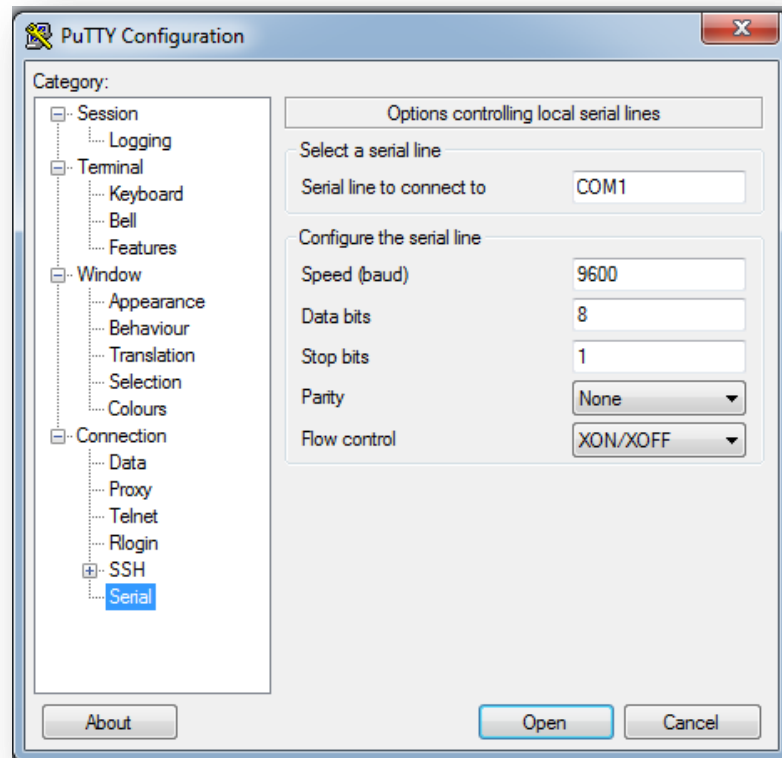 PuTTY Configuration
Category:
Session
Logging
Terminal
Keyboard
Bell
Features
Window
Appearance
Behaviour
Translation
Selection
Colours
Connection
Data
Proxy
Telnet
Rlogin
SSH
Serial
Options controlling local serial lines
Select a serial line
Serial line to connect to COM1
Configure the serial line
Speed (baud) 9600
Data bits 8
Stop bits 1
Parity None
Flow control XON/XOFF
About Open Cancel